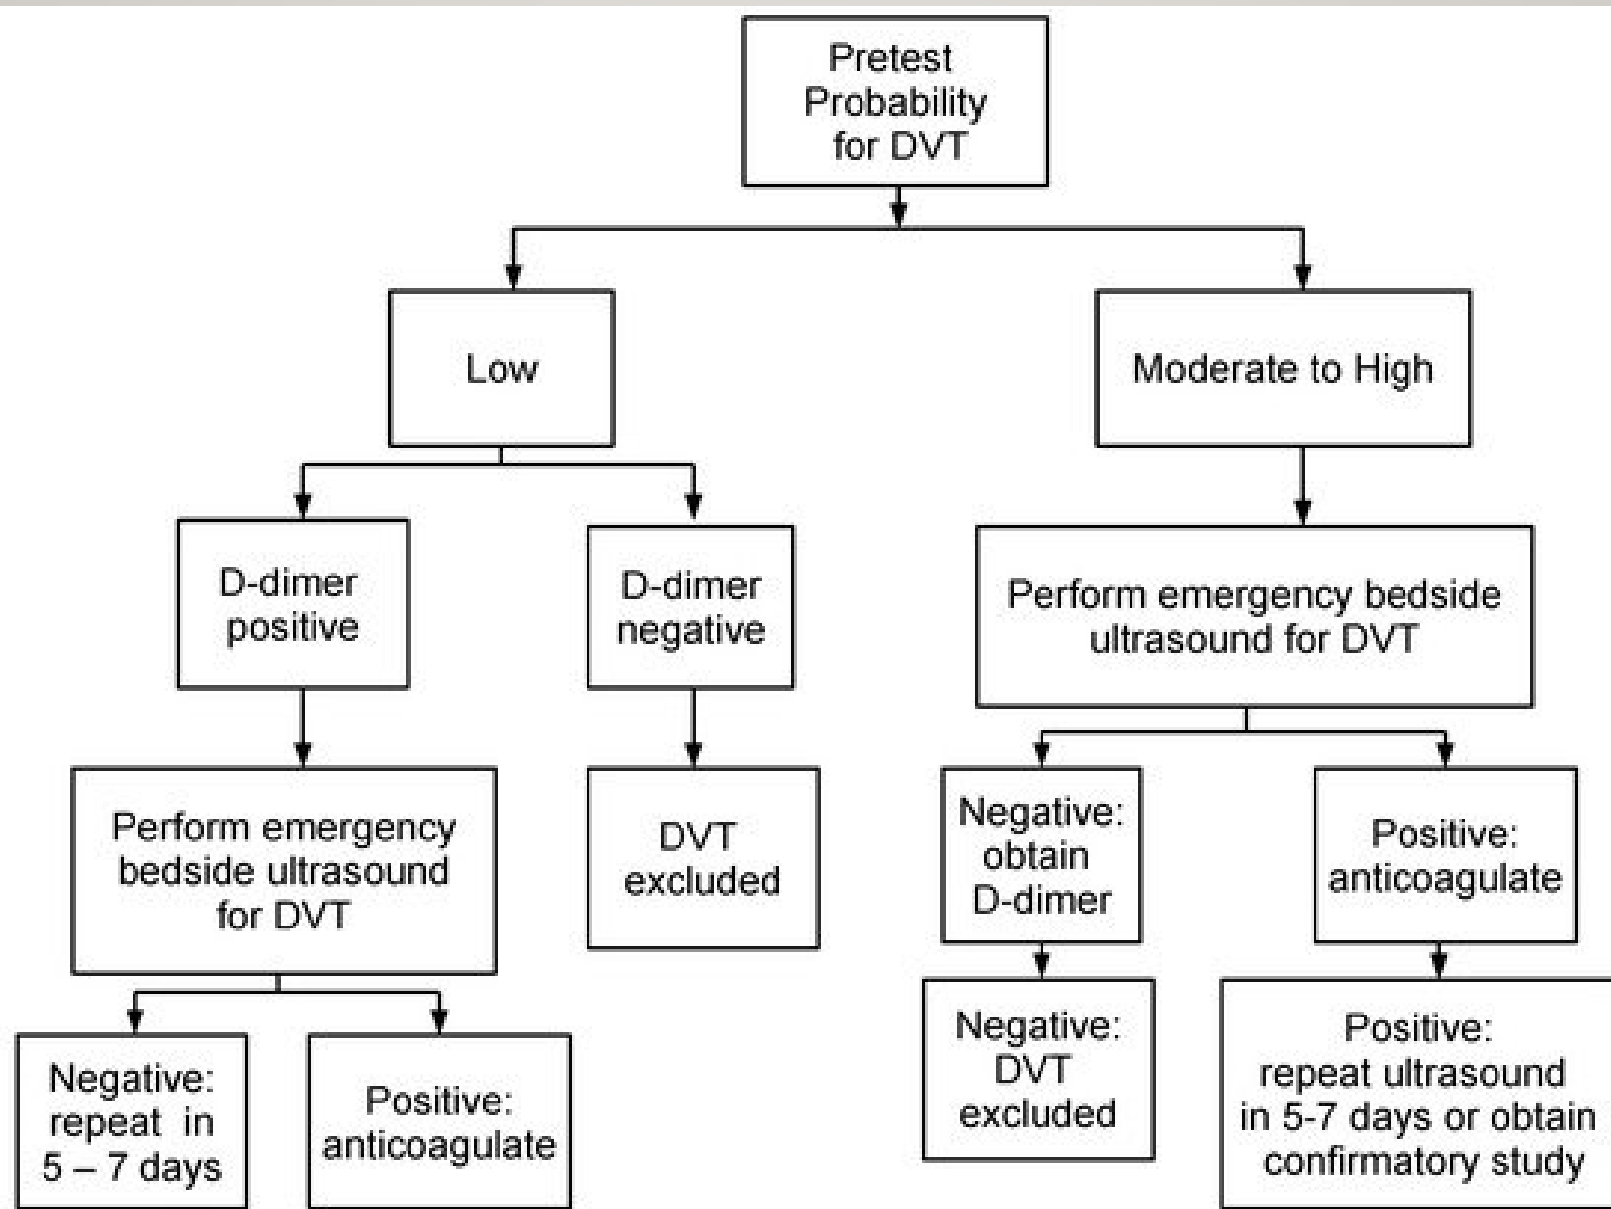 Pretest
Probability
for DVT
Low
Moderate to High
D-dimer
positive
D-dimer
negative
Perform emergency bedside
ultrasound for DVT
Perform emergency
bedside ultrasound
for DVT
DVT
excluded
Negative:
obtain
D-dimer
Positive:
anticoagulate
Negative:
repeat in
5 – 7 days
Positive:
anticoagulate
Negative:
DVT
excluded
Positive:
repeat ultrasound
in 5-7 days or obtain
confirmatory study